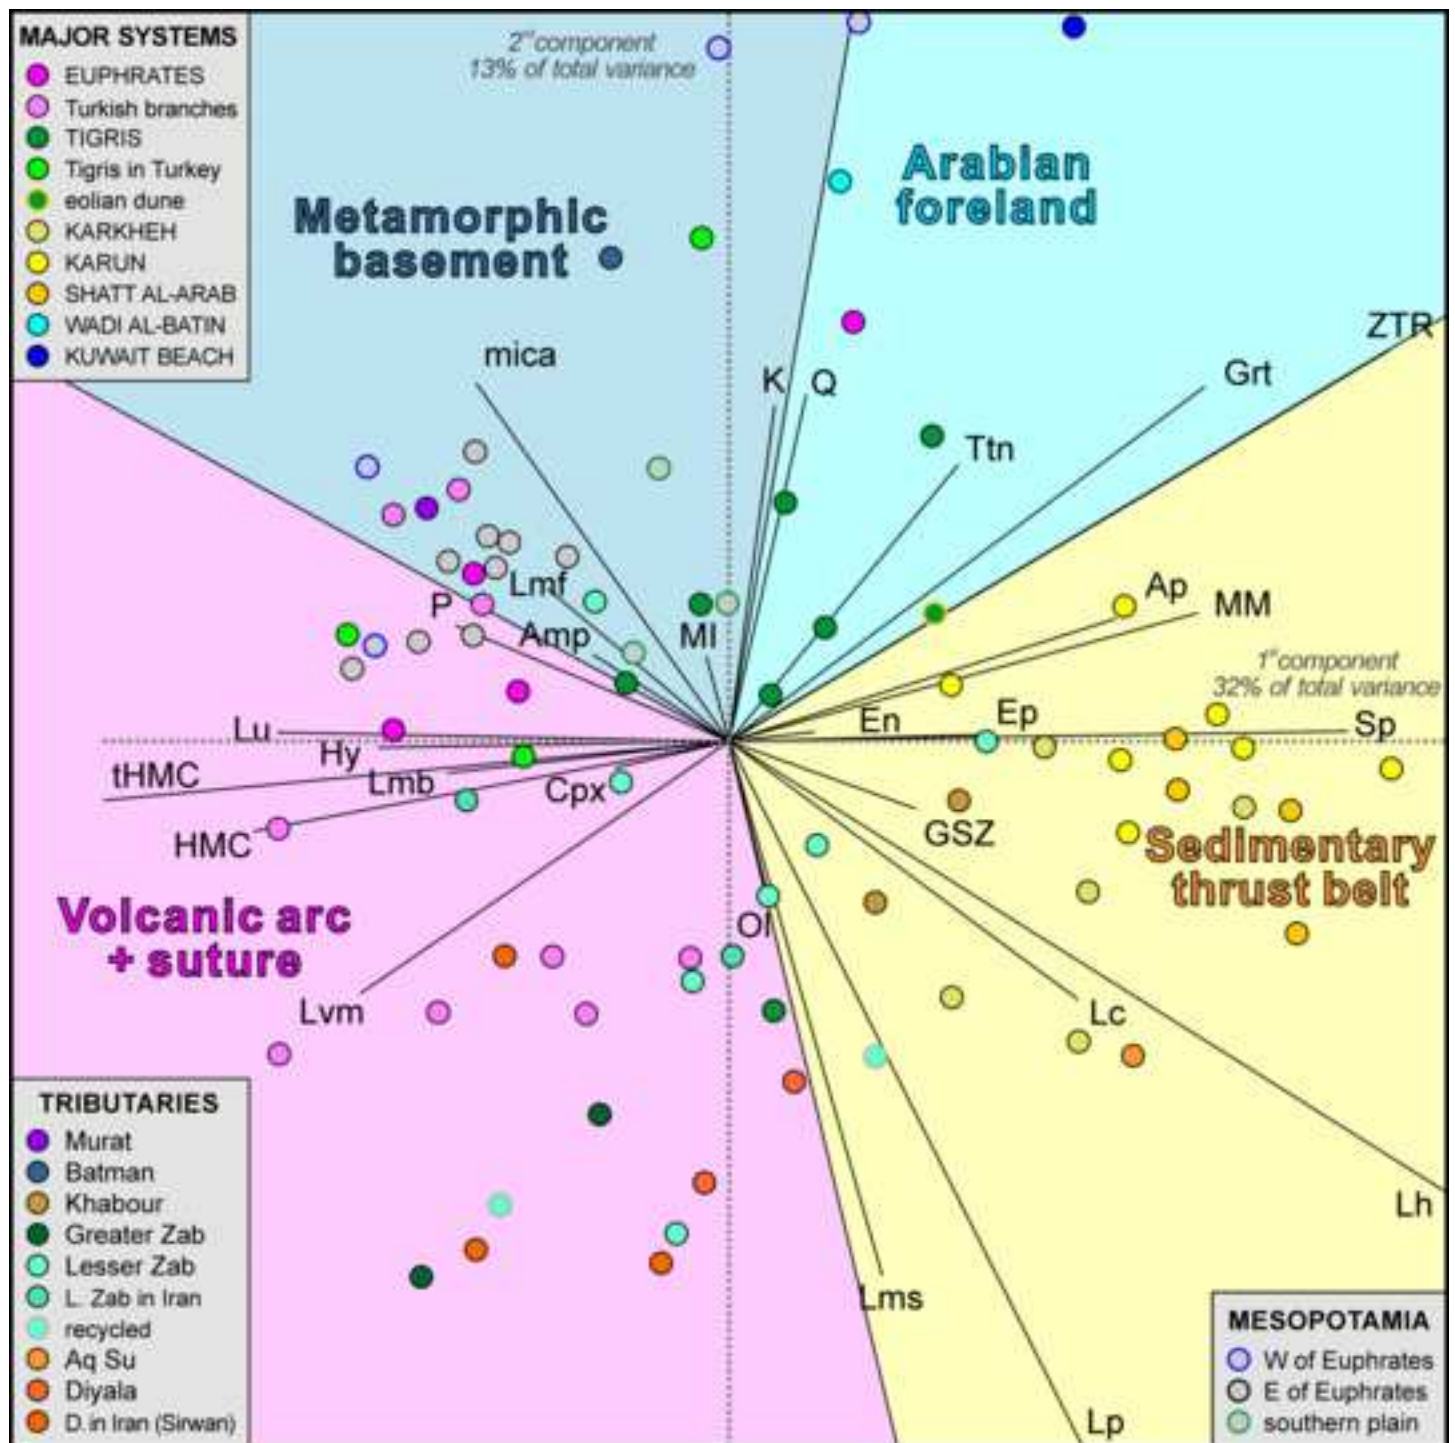 MAJOR SYSTEMS
EUPHRATES
Turkish branches
TIGRIS
Tigris in Turkey
eolian dune
KARKHEH
KARUN
SHATT AL-ARAB
WADI AL-BATIN
KUWAIT BEACH
2st component
13% of total variance
Arabian
foreland
Metamorphic
basement
ZTR
mica
K
Q
Grt
Ttn
Lmf
P
Amp
MI
Ap
MM
1st component
32% of total variance
Lu
Hy
En
Ep
Sp
tHMC
Lmb
Cpx
HMC
GSZ
Sedimentary
thrust belt
Volcanic arc
+ suture
Ol
Lvm
Lc
Lh
Lms
Lp
TRIBUTARIES
Murat
Batman
Khabour
Greater Zab
Lesser Zab
L. Zab in Iran
recycled
Aq Su
Diyala
D. in Iran (Sirwan)
MESOPOTAMIA
W of Euphrates
E of Euphrates
southern plain